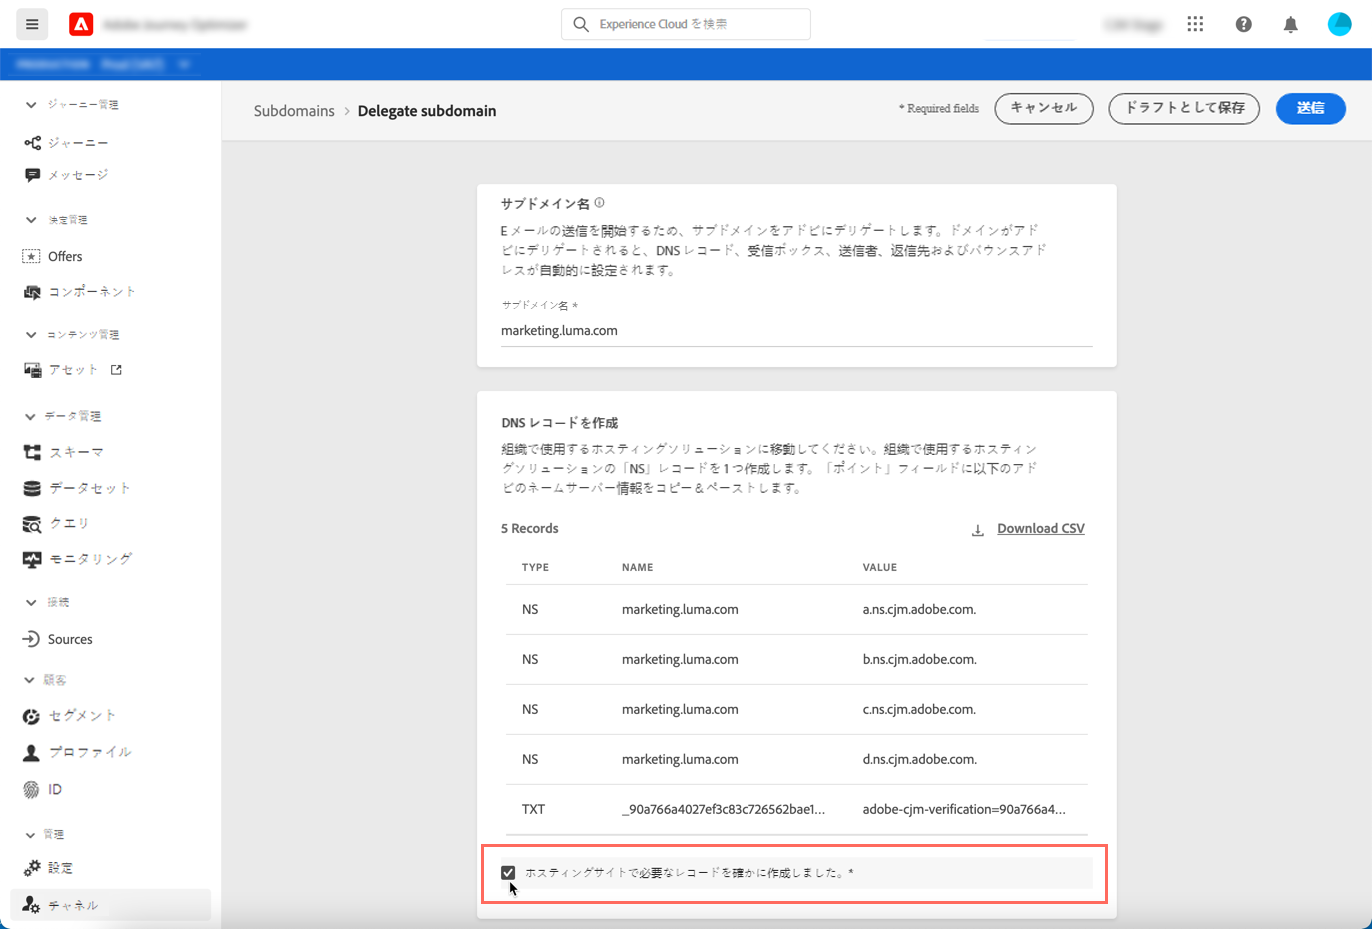 Experience Cloud を検索
ジャーニー管理
ジャーニー
メッセージ
決定管理
Offers
コンポーネント
コンテンツ管理
アセット
データ管理
スキーマ
データセット
クエリ
モニタリング
接続
Sources
顧客
セグメント
プロファイル
ID
管理
設定
チャネル
Subdomains > Delegate subdomain
* Required fields
キャンセル
ドラフトとして保存
送信
サブドメイン名
E メールの送信を開始するため、サブドメインをアドビにデリゲートします。ドメインがアド
ビにデリゲートされると、DNS レコード、受信ボックス、送信者、返信先およびバウンスアド
レスが自動的に設定されます。
サブドメイン名 *
marketing.luma.com
DNS レコードを作成
組織で使用するホスティングソリューションに移動してください。組織で使用するホスティン
グソリューションの「NS」レコードを 1 つ作成します。「ポイント」フィールドに以下のアド
ビのネームサーバー情報をコピー＆ペーストします。
5 Records
Download CSV
TYPE NAME VALUE
NS marketing.luma.com a.ns.cjm.adobe.com.
NS marketing.luma.com b.ns.cjm.adobe.com.
NS marketing.luma.com c.ns.cjm.adobe.com.
NS marketing.luma.com d.ns.cjm.adobe.com.
TXT _90a766a4027ef3c83c726562bae1... adobe-cjm-verification=90a766a4...
ホスティングサイトで必要なレコードを確かに作成しました。*